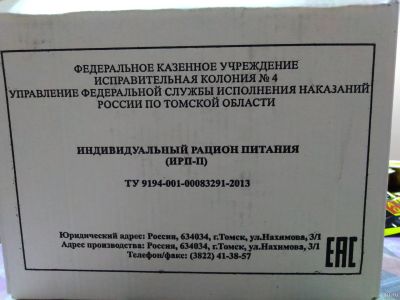 ФЕДЕРАЛЬНОЕ КАЗЕННОЕ УЧРЕЖДЕНИЕ
ИСПРАВИТЕЛЬНАЯ КОЛОНИЯ № 4
УПРАВЛЕНИЕ ФЕДЕРАЛЬНОЙ СЛУЖБЫ ИСПОЛНЕНИЯ НАКАЗАНИЙ
РОССИИ ПО ТОМСКОЙ ОБЛАСТИ
ИНДИВИДУАЛЬНЫЙ РАЦИОН ПИТАНИЯ
(ИРП-П)
ТУ 9194-001-00083291-2013
Юридический адрес: Россия, 634034, г.Томск, ул.Нахимова, 3/1
Адрес производства: Россия, 634034, г.Томск, ул.Нахимова, 3/1
Телефон/факс: (3822) 41-38-57
ЕАС